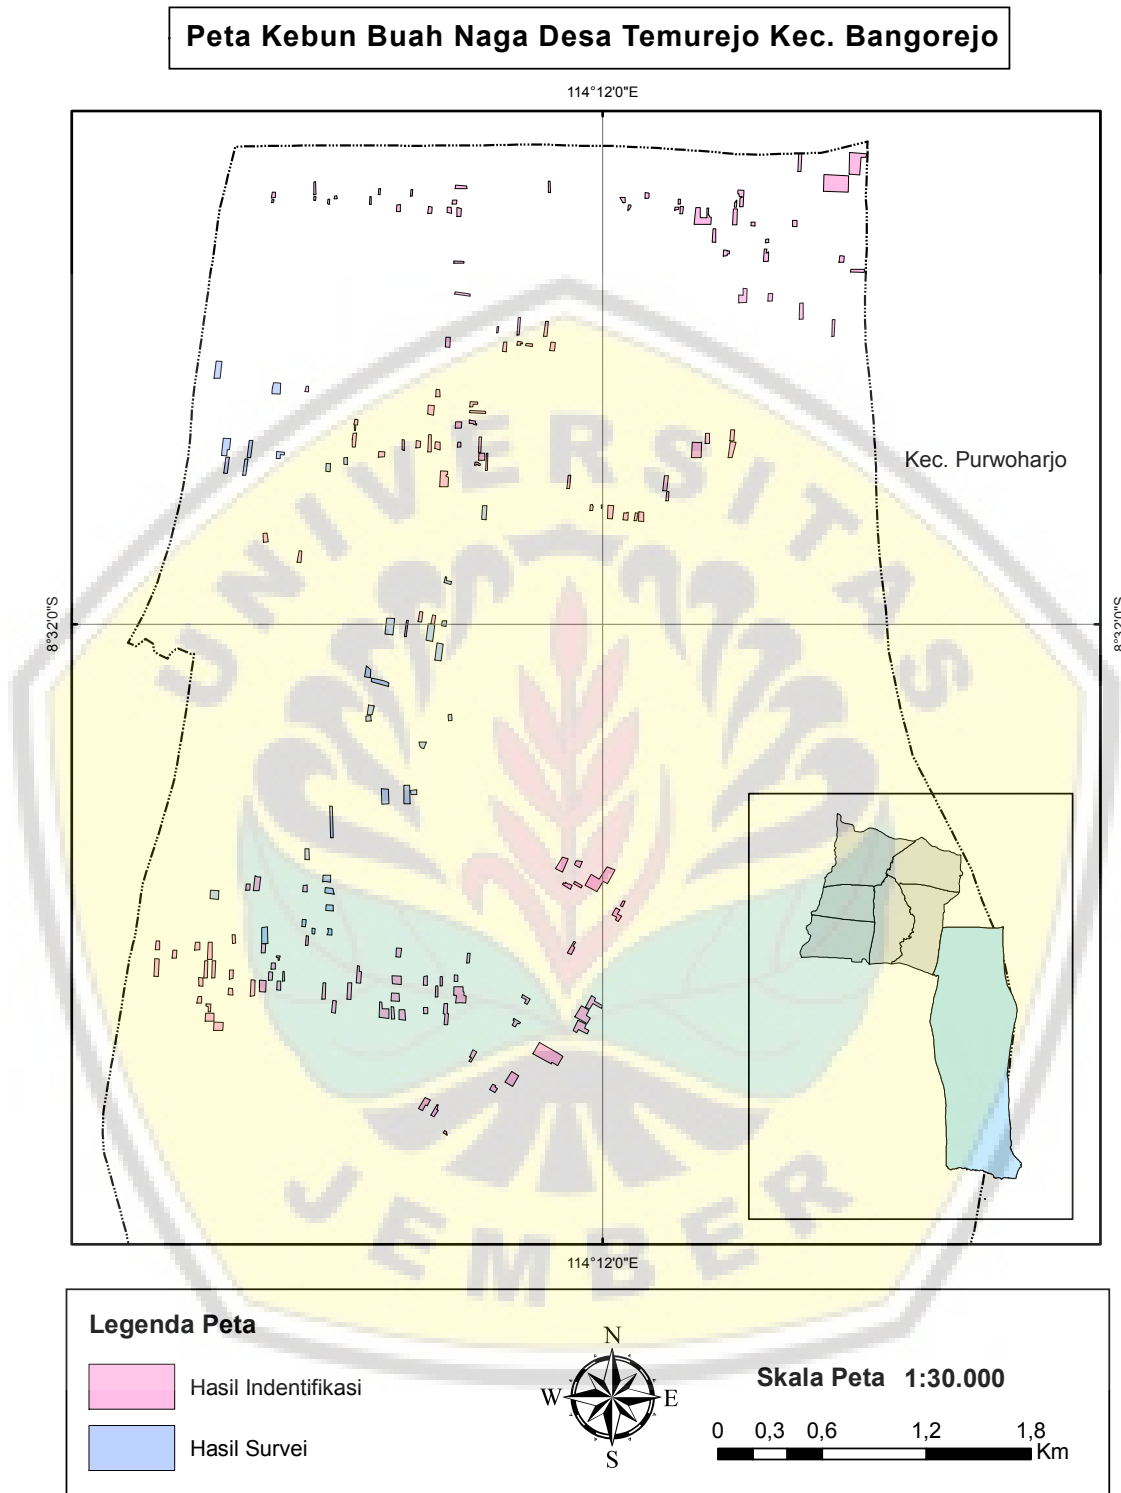 Peta Kebun Buah Naga Desa Temurejo Kec. Bangorejo
114°12'0"E
UNIVERSITAS
Kec. Purwoharjo
8°32'0"S
8°32'0"S
JEMBER
114°12'0"E
Legenda Peta
Hasil Indentifikasi
Hasil Survei
N
W
E
S
Skala Peta 1:30.000
0 0,3 0,6 1,2 1,8
Km